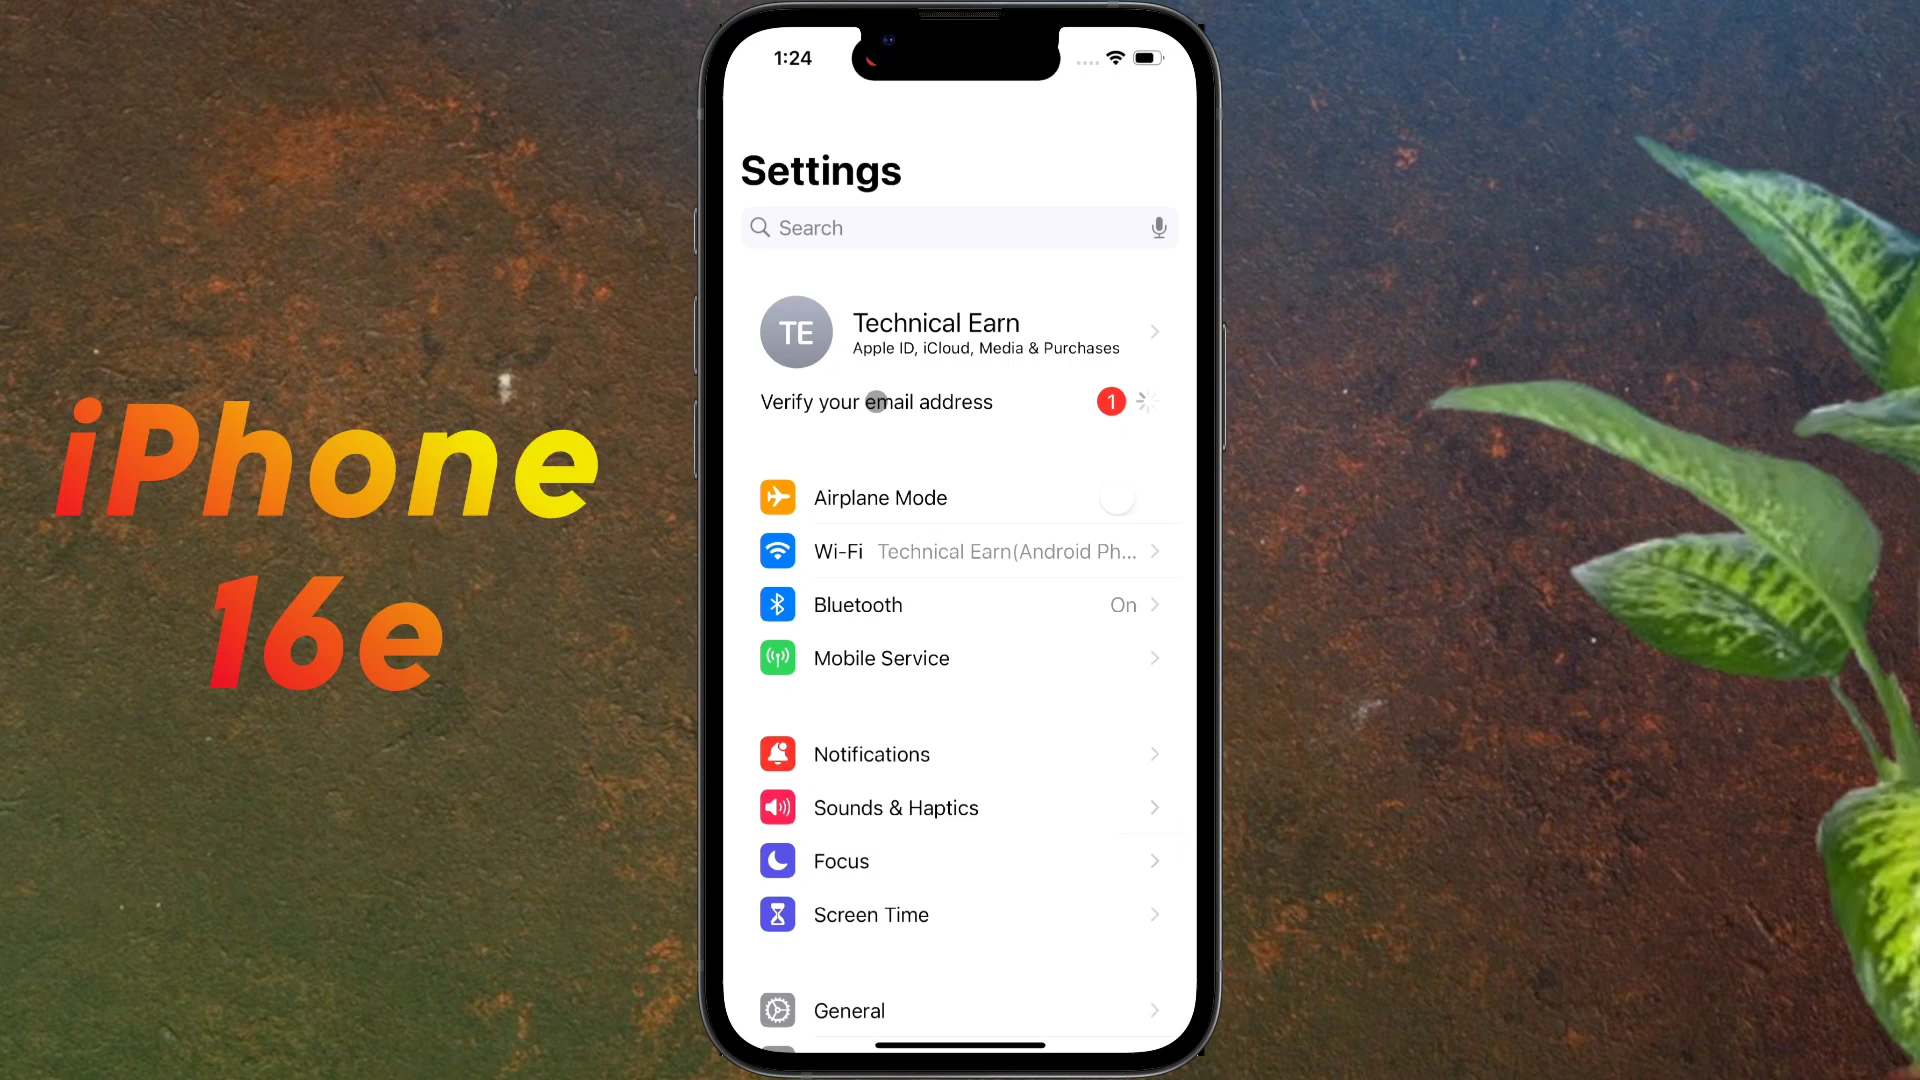 1:24
Settings
Search
TE
Technical Earn
Apple ID, iCloud, Media & Purchases
Verify your email address
1
Airplane Mode
Wi-Fi Technical Earn(Android Ph...
Bluetooth On
Mobile Service
Notifications
Sounds & Haptics
Focus
Screen Time
General
iPhone
16e